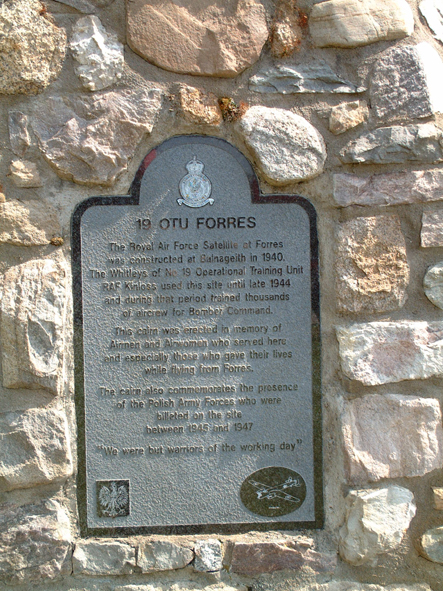 19 OTU FORRES
The Royal Air Force Satellite at Forres
was constructed at Balnageith in 1940.
The Whitleys of No 19 Operational Training Unit
RAF Kinloss used this site until late 1944
and during that period trained thousands
of aircrew for Bomber Command.
This cairn was erected in memory of
Airmen and Airwomen who served here
and especially those who gave their lives
while flying from Forres.
The cairn also commemorates the presence
of the Polish Army Forces who were
billeted on the site
between 1945 and 1947
"We were but warriors of the working day"